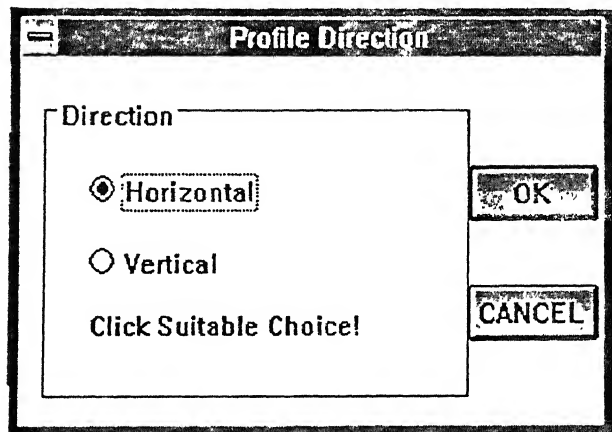 Profile Direction
Direction
Horizontal
OK
Vertical
CANCEL
Click Suitable Choice!